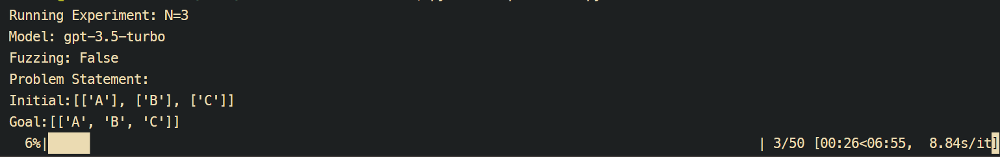 Running Experiment: N=3
Model: gpt-3.5-turbo
Fuzzing: False
Problem Statement:
Initial:[['A'], ['B'], ['C']]
Goal:[['A', 'B', 'C']]
6%|█████ | 3/50 [00:26<06:55, 8.84s/it]